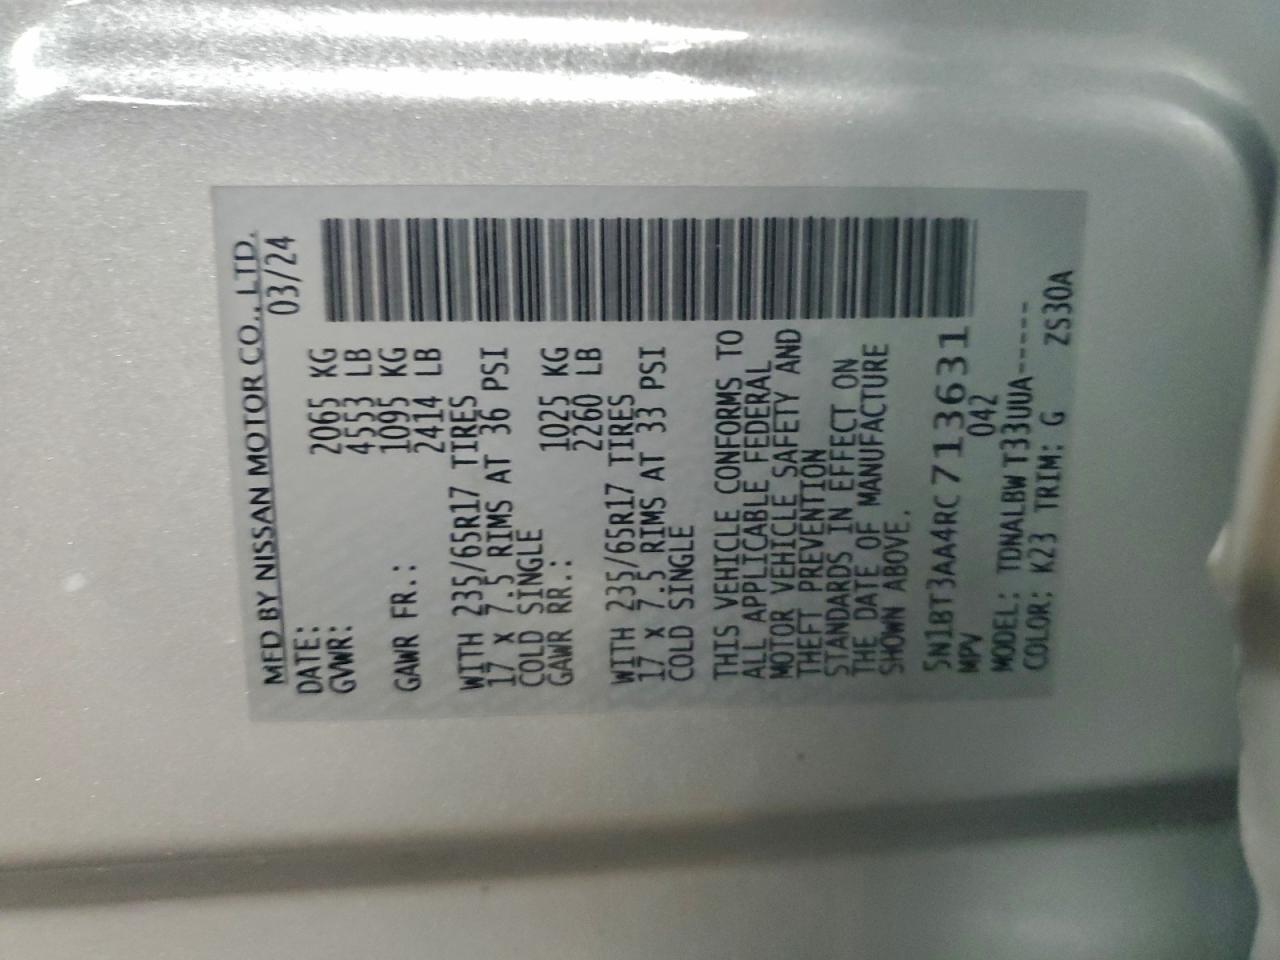 MFD BY NISSAN MOTOR CO., LTD.
DATE: 03/24
GVWR: 2065 KG
4553 LB
GAWR FR.: 1095 KG
2414 LB
WITH 235/65R17 TIRES
17 x 7.5 RIMS AT 36 PSI
COLD SINGLE
GAWR RR.: 1025 KG
2260 LB
WITH 235/65R17 TIRES
17 x 7.5 RIMS AT 33 PSI
COLD SINGLE
THIS VEHICLE CONFORMS TO
ALL APPLICABLE FEDERAL
MOTOR VEHICLE SAFETY AND
THEFT PREVENTION
STANDARDS IN EFFECT ON
THE DATE OF MANUFACTURE
SHOWN ABOVE.
5N1BT3AA4RC713631
MPV 042
MODEL: TDNALBW T33UUA-----
COLOR: K23 TRIM: G ZS30A